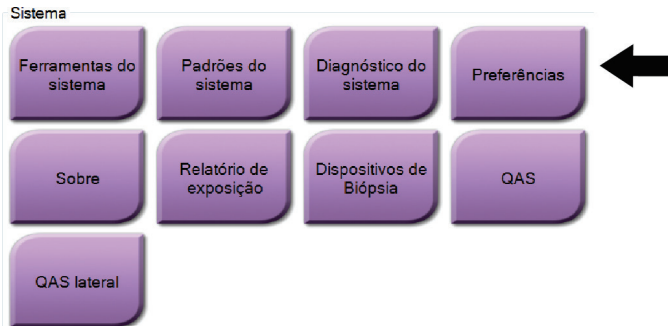 Sistema
Ferramentas do
sistema
Padrões do
sistema
Diagnóstico do
sistema
Preferências
Sobre
Relatório de
exposição
Dispositivos de
Biópsia
QAS
QAS lateral